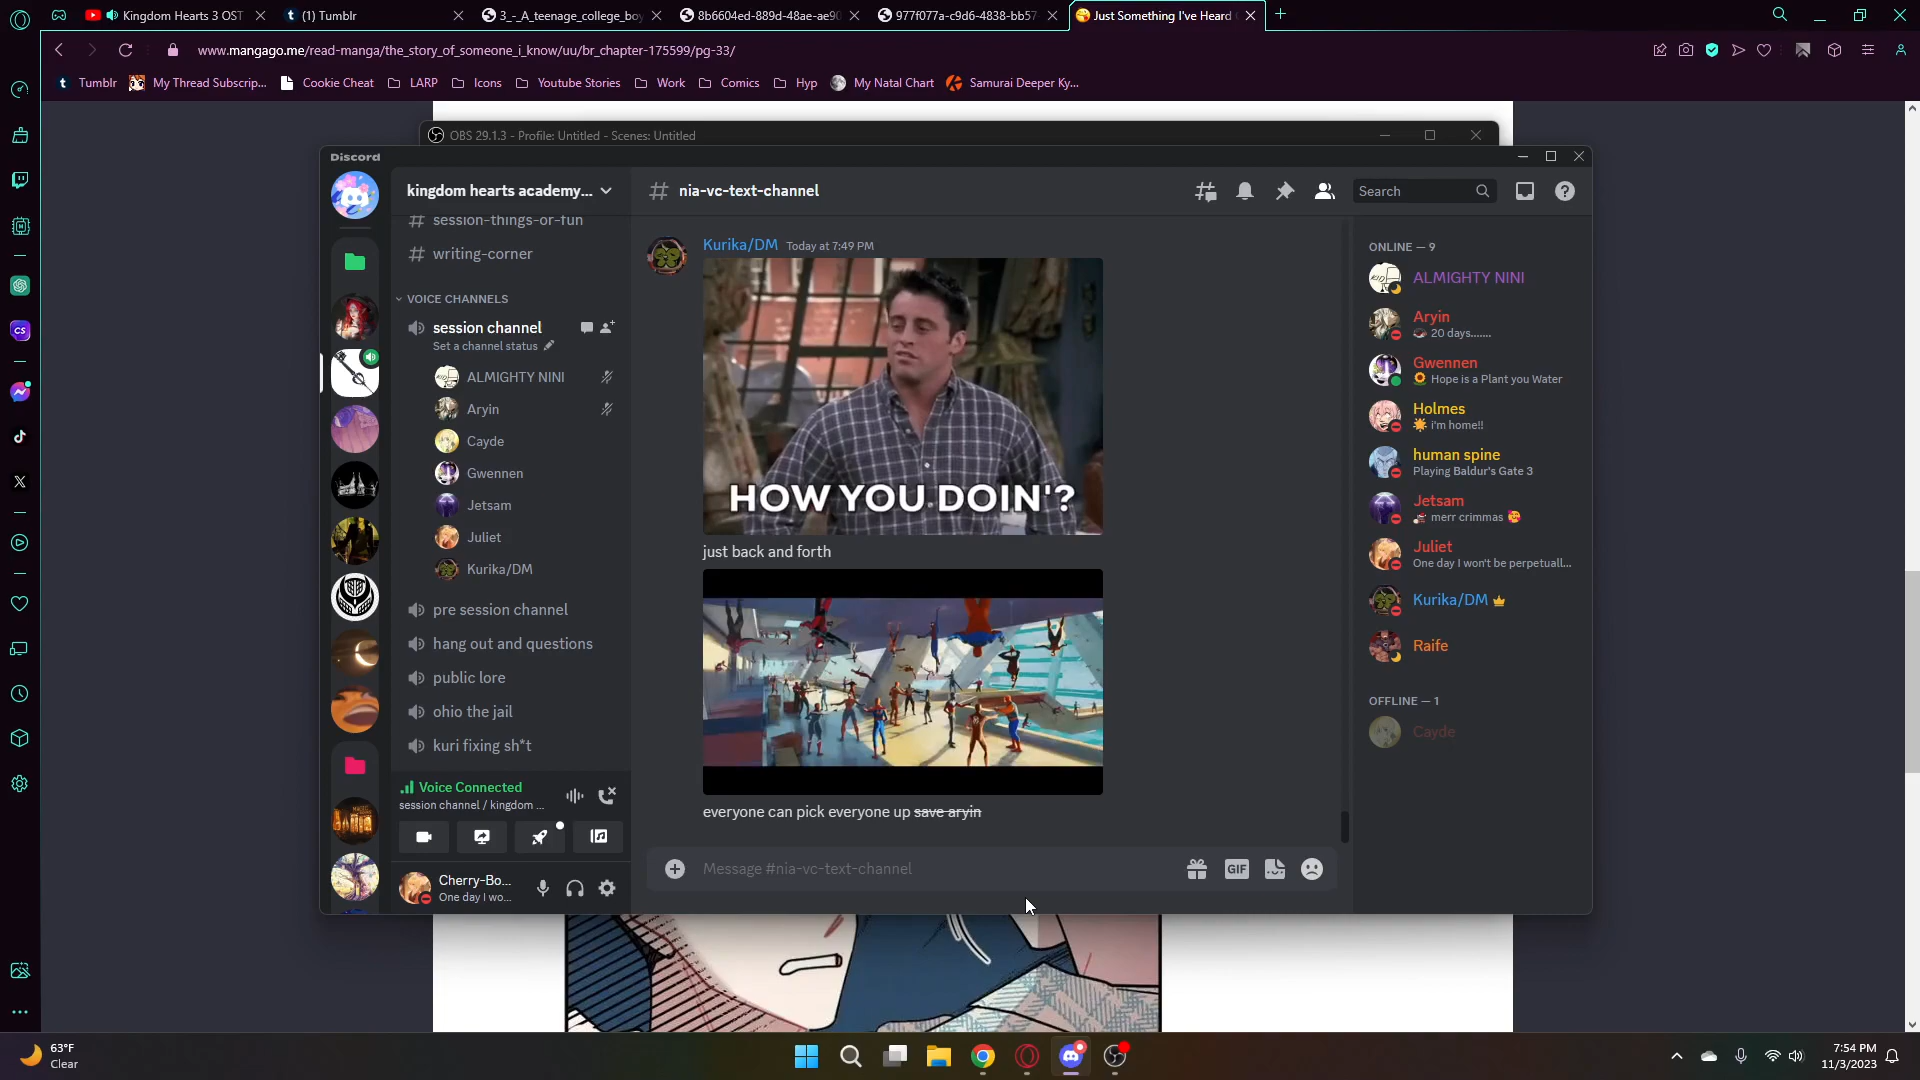 Kingdom Hearts 3 OST
(1) Tumblr
3_-_A_teenage_college_boy
8b6604ed-889d-48ae-ae90
977f077a-c9d6-4838-bb57-
Just Something I've Heard
www.mangago.me/read-manga/the_story_of_someone_i_know/uu/br_chapter-175599/pg-33/
Tumblr
My Thread Subscrip...
Cookie Cheat
LARP
Icons
Youtube Stories
Work
Comics
Hyp
My Natal Chart
Samurai Deeper Ky...
OBS 29.1.3 - Profile: Untitled - Scenes: Untitled
Discord
kingdom hearts academy...
# nia-vc-text-channel
Search
# session-things-or-fun
# writing-corner
VOICE CHANNELS
session channel
Set a channel status
ALMIGHTY NINI
Aryin
Cayde
Gwennen
Jetsam
Juliet
Kurika/DM
pre session channel
hang out and questions
public lore
ohio the jail
kuri fixing sh*t
Voice Connected
session channel / kingdom ...
Cherry-Bo...
One day I wo...
Kurika/DM Today at 7:49 PM
HOW YOU DOIN'?
just back and forth
everyone can pick everyone up save aryin
Message #nia-vc-text-channel
GIF
ONLINE — 9
ALMIGHTY NINI
Aryin
20 days.......
Gwennen
Hope is a Plant you Water
Holmes
i'm home!!
human spine
Playing Baldur's Gate 3
Jetsam
merr crimmas
Juliet
One day I won't be perpetuall...
Kurika/DM
Raife
OFFLINE — 1
Cayde
63°F
Clear
7:54 PM
11/3/2023